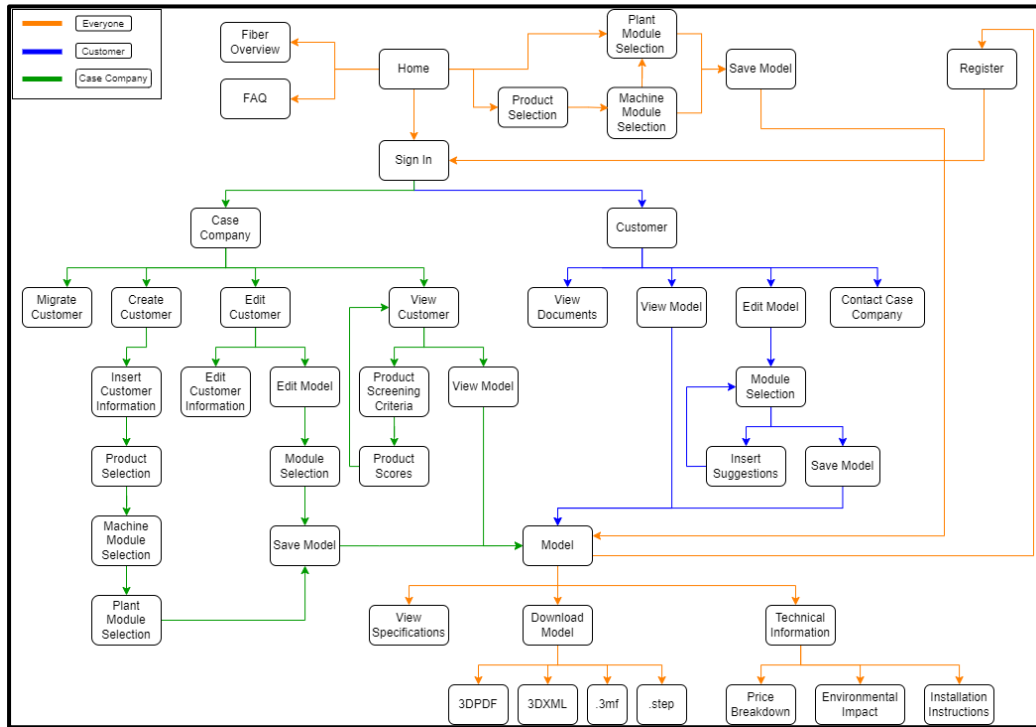 Everyone
Customer
Case Company
Fiber
Overview
FAQ
Home
Plant
Module
Selection
Product
Selection
Machine
Module
Selection
Save Model
Register
Sign In
Case
Company
Customer
Migrate
Customer
Create
Customer
Edit
Customer
View
Customer
View
Documents
View Model
Edit Model
Contact Case
Company
Insert
Customer
Information
Edit
Customer
Information
Edit Model
Product
Screening
Criteria
View Model
Module
Selection
Product
Selection
Module
Selection
Product
Scores
Insert
Suggestions
Save Model
Machine
Module
Selection
Save Model
Model
Plant
Module
Selection
View
Specifications
Download
Model
Technical
Information
3DPDF
3DXML
.3mf
.step
Price
Breakdown
Environmental
Impact
Installation
Instructions